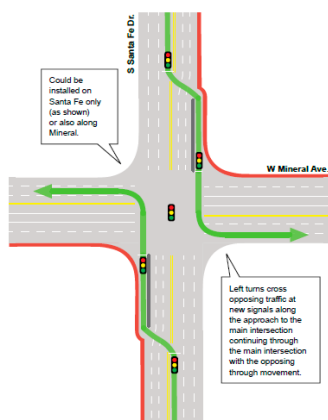 S Santa Fe Dr.
Could be
installed on
Santa Fe only
(as shown)
or also along
Mineral.
W Mineral Ave.
Left turns cross
opposing traffic at
new signals along
the approach to the
main intersection
continuing through
the main intersection
with the opposing
through movement.